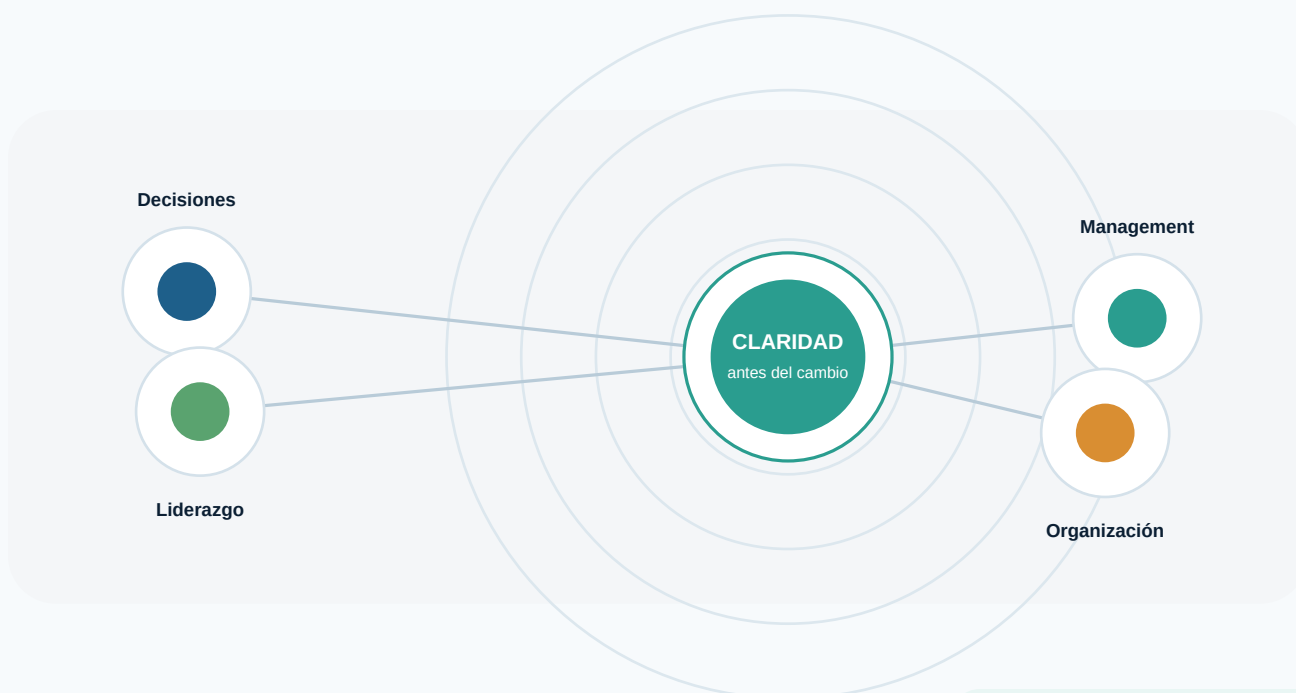 Decisiones
Management
CLARIDAD
antes del cambio
Liderazgo
Organización